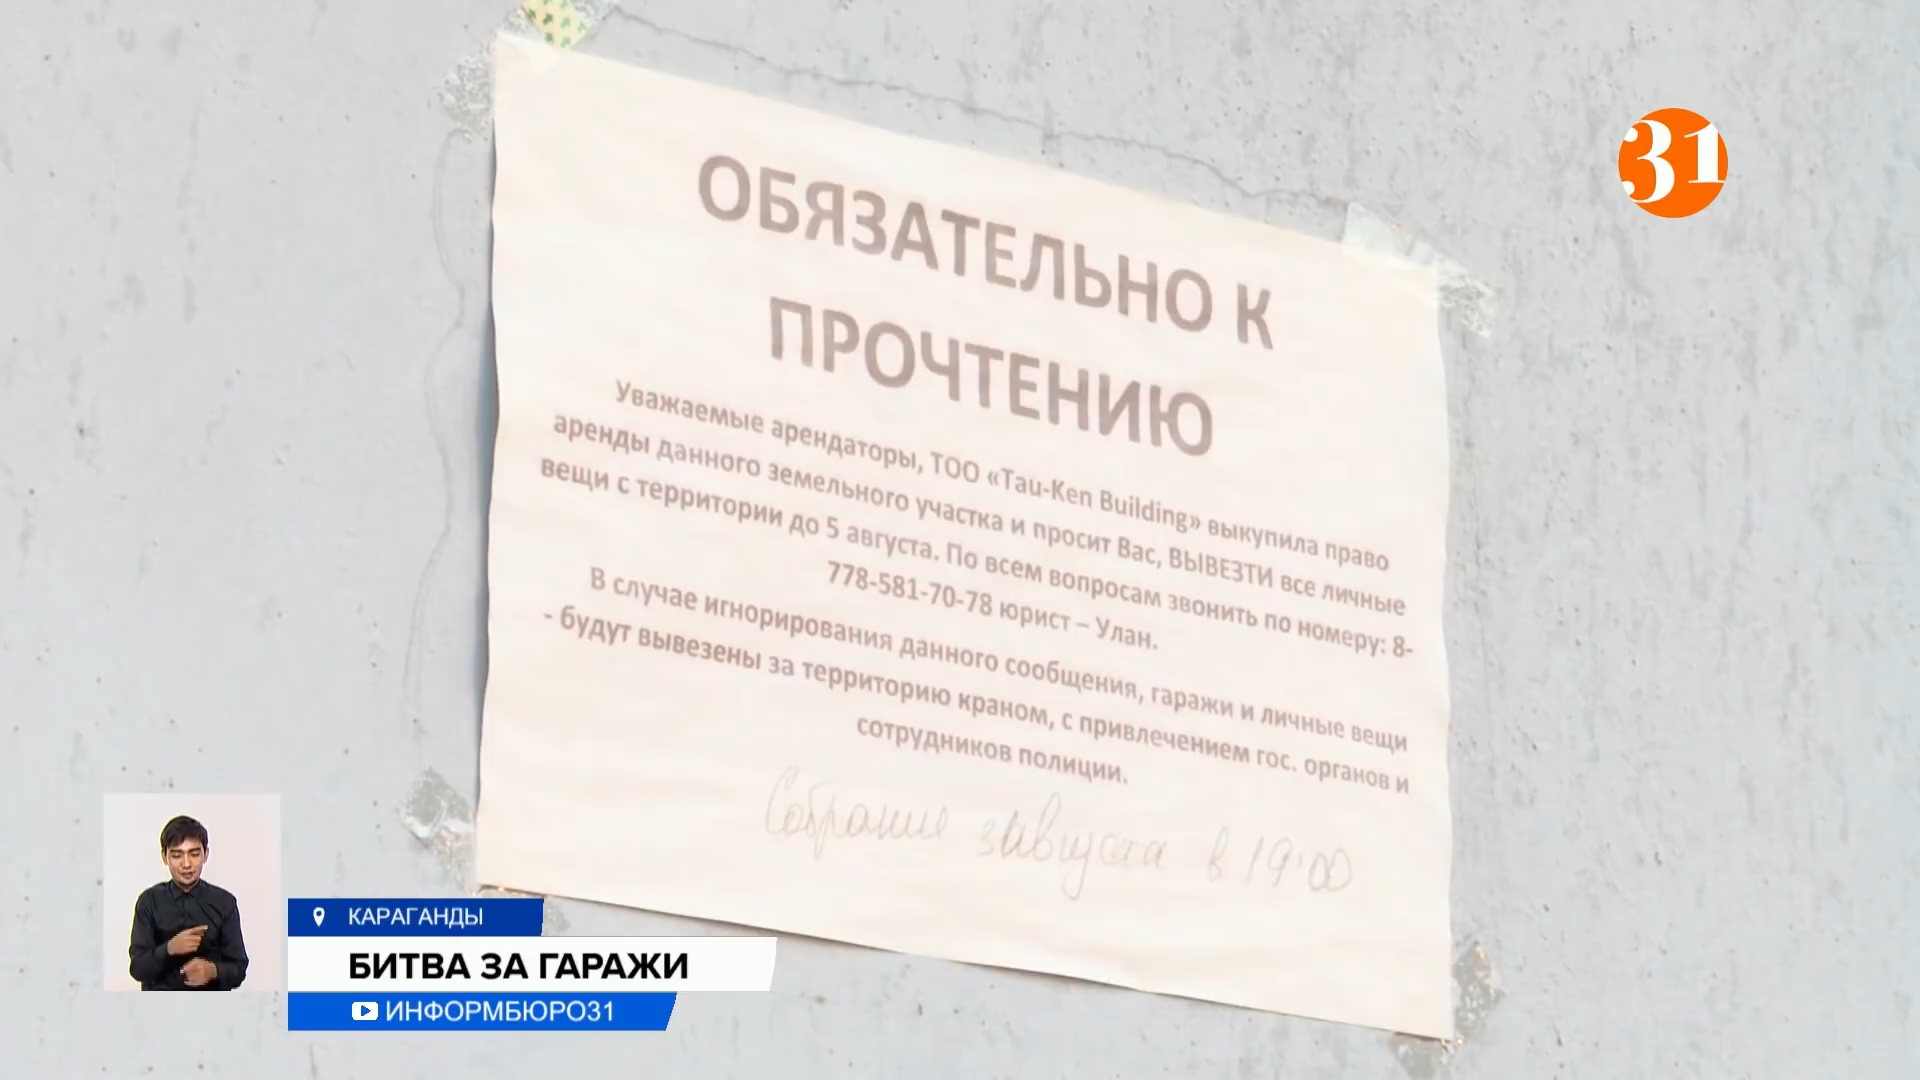 31
ОБЯЗАТЕЛЬНО К
ПРОЧТЕНИЮ
Уважаемые арендаторы, ТОО «Tau-Ken Building» выкупила право
аренды данного земельного участка и просит Вас, ВЫВЕЗТИ все личные
вещи с территории до 5 августа. По всем вопросам звонить по номеру: 8-
778-581-70-78 юрист – Улан.
В случае игнорирования данного сообщения, гаражи и личные вещи
- будут вывезены за территорию краном, с привлечением гос. органов и
сотрудников полиции.
Собрание 3 августа в 19:00
КАРАГАНДЫ
БИТВА ЗА ГАРАЖИ
ИНФОРМБЮРО31